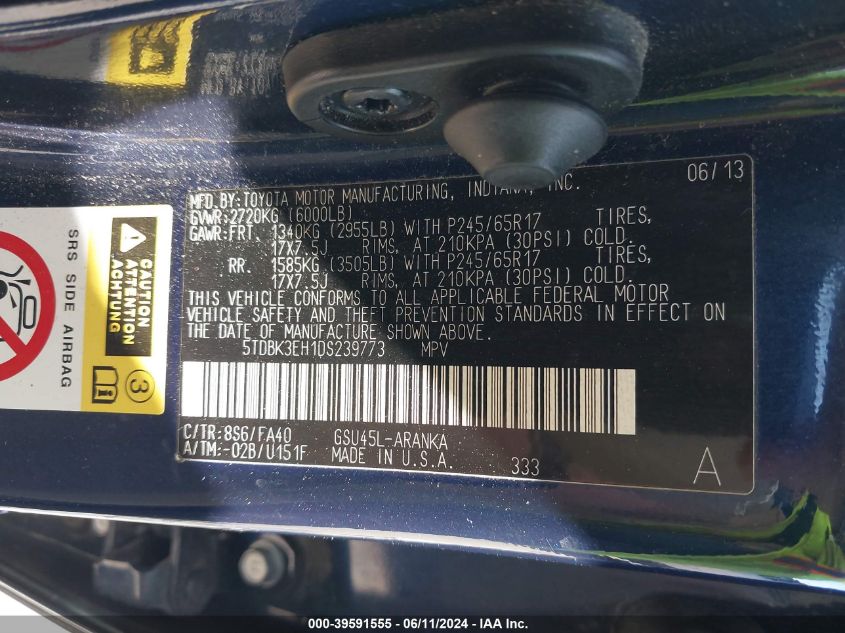 06/13
MFD.BY:TOYOTA MOTOR MANUFACTURING, INDIANA, INC.
GVWR:2720KG (6000LB)
GAWR:FRT. 1340KG (2955LB) WITH P245/65R17 TIRES,
17X7.5J RIMS, AT 210KPA (30PSI) COLD.
RR. 1585KG (3505LB) WITH P245/65R17 TIRES,
17X7.5J RIMS, AT 210KPA (30PSI) COLD.
THIS VEHICLE CONFORMS TO ALL APPLICABLE FEDERAL MOTOR
VEHICLE SAFETY AND THEFT PREVENTION STANDARDS IN EFFECT ON
THE DATE OF MANUFACTURE SHOWN ABOVE.
5TDBK3EH1DS239773 MPV
C/TR:8S6/FA40 GSU45L-ARANKA
A/TM:-02B/U151F MADE IN U.S.A. 333
A
SRS SIDE AIRBAG
CAUTION
ATTENTION
ACHTUNG
3
000-39591555 - 06/11/2024 - IAA Inc.